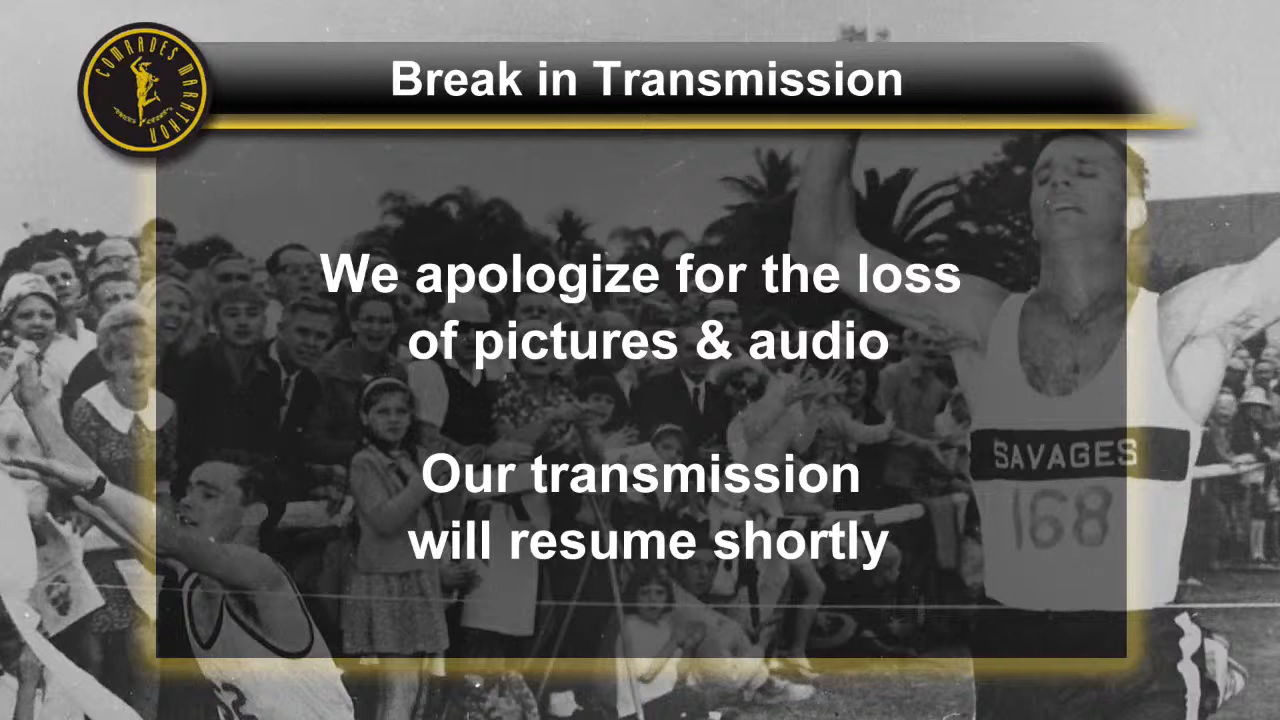 COMRADES MARATHON
Break in Transmission
We apologize for the loss
of pictures & audio
SAVAGES
168
Our transmission
will resume shortly